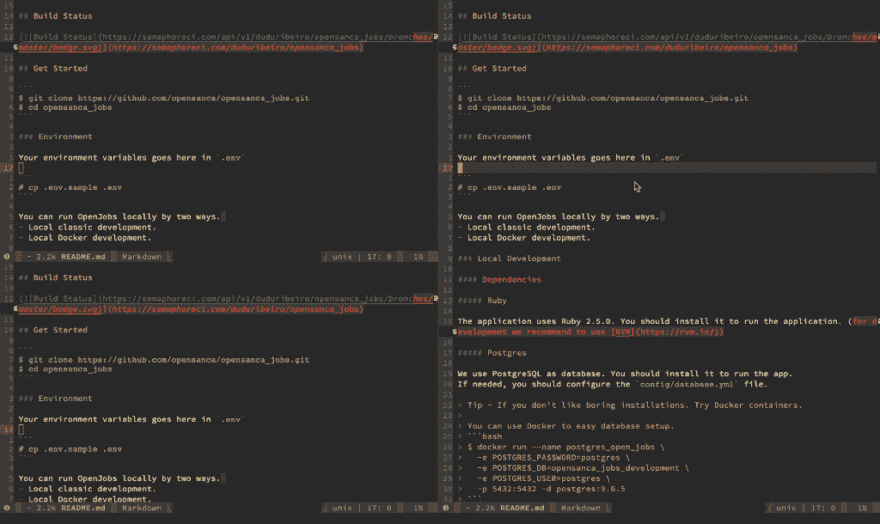 15
14 ## Build Status
13
12 [![Build Status](https://semaphoreci.com/api/v1/duduribeiro/opensanca_jobs/branches/
master/badge.svg)](https://semaphoreci.com/duduribeiro/opensanca_jobs)
11
10 ## Get Started
9
8 ```
7 $ git clone https://github.com/opensanca/opensanca_jobs.git
6 $ cd opensanca_jobs
5 ```
4
3 ### Environment
2
1 Your environment variables goes here in `.env`
17
1 ```
2 # cp .env.sample .env
3 ```
4
5 You can run OpenJobs locally by two ways.
6 - Local classic development.
7 - Local Docker development.
- 2.2k README.md Markdown unix | 17: 0 1%
15
14 ## Build Status
13
12 [![Build Status](https://semaphoreci.com/api/v1/duduribeiro/opensanca_jobs/branches/
master/badge.svg)](https://semaphoreci.com/duduribeiro/opensanca_jobs)
11
10 ## Get Started
9
8 ```
7 $ git clone https://github.com/opensanca/opensanca_jobs.git
6 $ cd opensanca_jobs
5 ```
4
3 ### Environment
2
1 Your environment variables goes here in `.env`
17
1 ```
2 # cp .env.sample .env
3 ```
4
5 You can run OpenJobs locally by two ways.
6 - Local classic development.
7 - Local Docker development.
- 2.2k README.md Markdown unix | 17: 0 1%
15
14 ## Build Status
13
12 [![Build Status](https://semaphoreci.com/api/v1/duduribeiro/opensanca_jobs/branches/m
aster/badge.svg)](https://semaphoreci.com/duduribeiro/opensanca_jobs)
11
10 ## Get Started
9
8 ```
7 $ git clone https://github.com/opensanca/opensanca_jobs.git
6 $ cd opensanca_jobs
5 ```
4
3 ### Environment
2
1 Your environment variables goes here in `.env`
17
1 ```
2 # cp .env.sample .env
3 ```
4
5 You can run OpenJobs locally by two ways.
6 - Local classic development.
7 - Local Docker development.
8
9 ### Local Development
10
11 #### Dependencies
12
13 ##### Ruby
14
15 The application uses Ruby 2.5.0. You should install it to run the application. (for d
evelopment we recommend to use [RVM](https://rvm.io/))
16
17 ##### Postgres
18
19 We use PostgreSQL as database. You should install it to run the app.
20 If needed, you should configure the `config/database.yml` file.
21
22 > Tip - If you don't like boring installations. Try Docker containers.
23 >
24 > You can use Docker to easy database setup.
25 > ```bash
26 > $ docker run --name postgres_open_jobs \
27 > -e POSTGRES_PASSWORD=postgres \
28 > -e POSTGRES_DB=opensanca_jobs_development \
29 > -e POSTGRES_USER=postgres \
30 > -p 5432:5432 -d postgres:9.6.5
31 > ```
- 2.2k README.md Markdown unix | 17: 0 1%